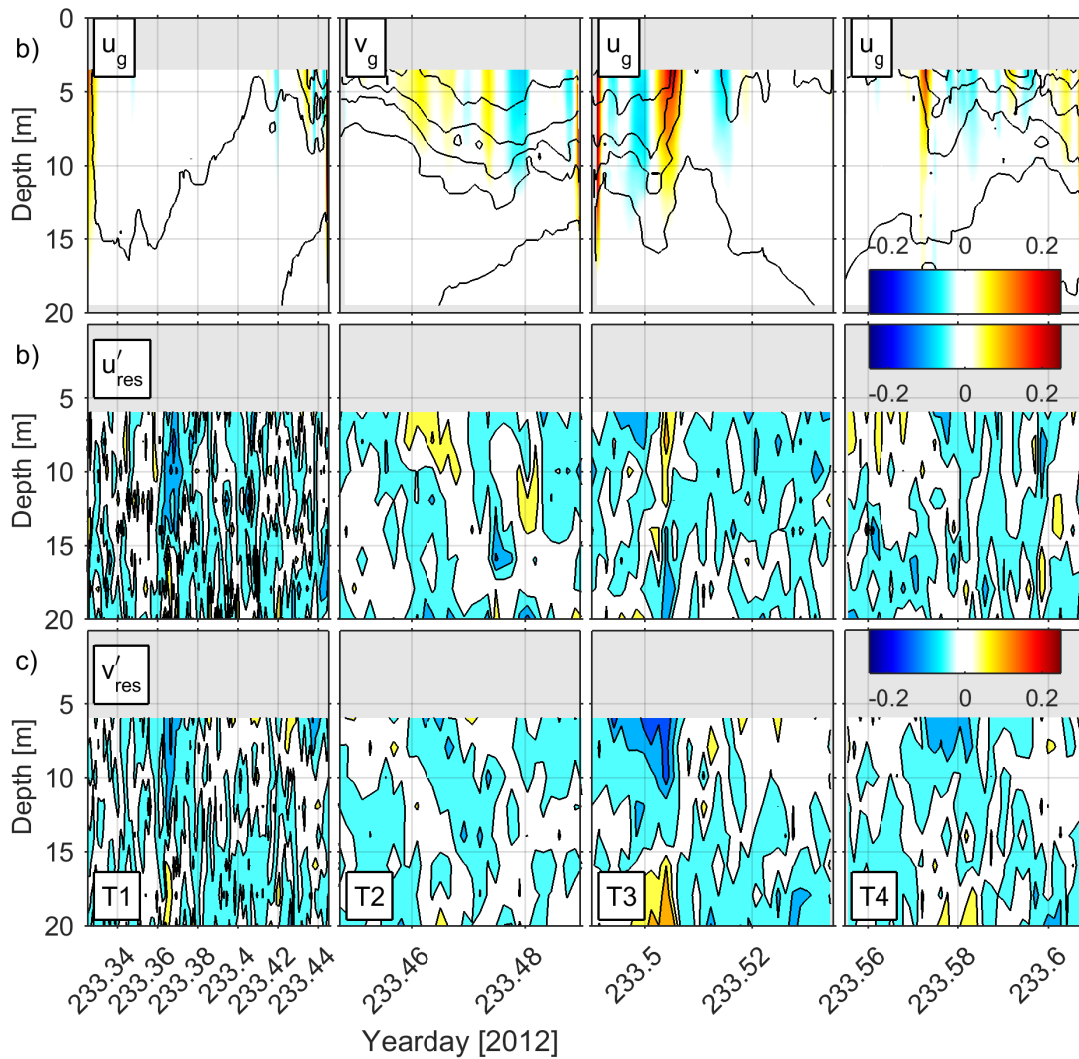 b)
0
5
10
15
20
Depth [m]
u_g
v_g
u_g
u_g
-0.2 0 0.2
b)
5
10
15
20
Depth [m]
u′_res
-0.2 0 0.2
c)
5
10
15
20
Depth [m]
v′_res
-0.2 0 0.2
T1 T2 T3 T4
233.34 233.36 233.38 233.4 233.42 233.44 233.46 233.48 233.5 233.52 233.56 233.58 233.6
Yearday [2012]